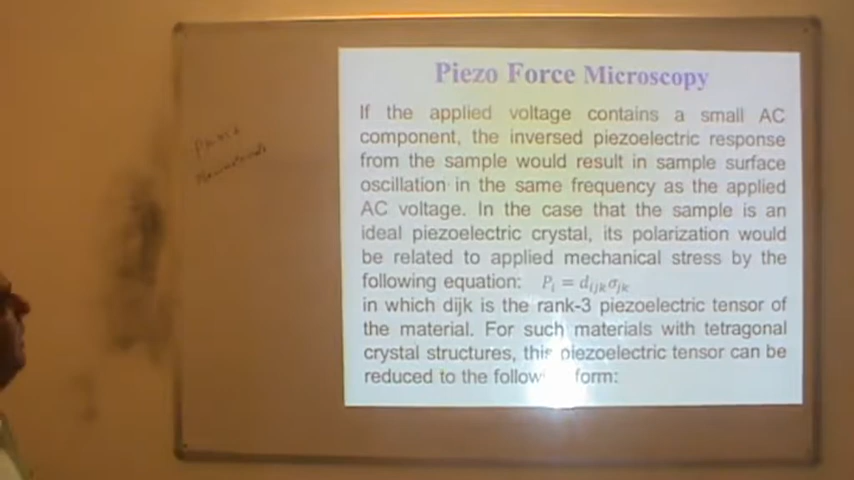 Piezo Force Microscopy
If the applied voltage contains a small AC
component, the inversed piezoelectric response
from the sample would result in sample surface
oscillation in the same frequency as the applied
AC voltage. In the case that the sample is an
ideal piezoelectric crystal, its polarization would
be related to applied mechanical stress by the
following equation: Pᵢ = dᵢⱼₖσⱼₖ
in which dijk is the rank-3 piezoelectric tensor of
the material. For such materials with tetragonal
crystal structures, this piezoelectric tensor can be
reduced to the form: